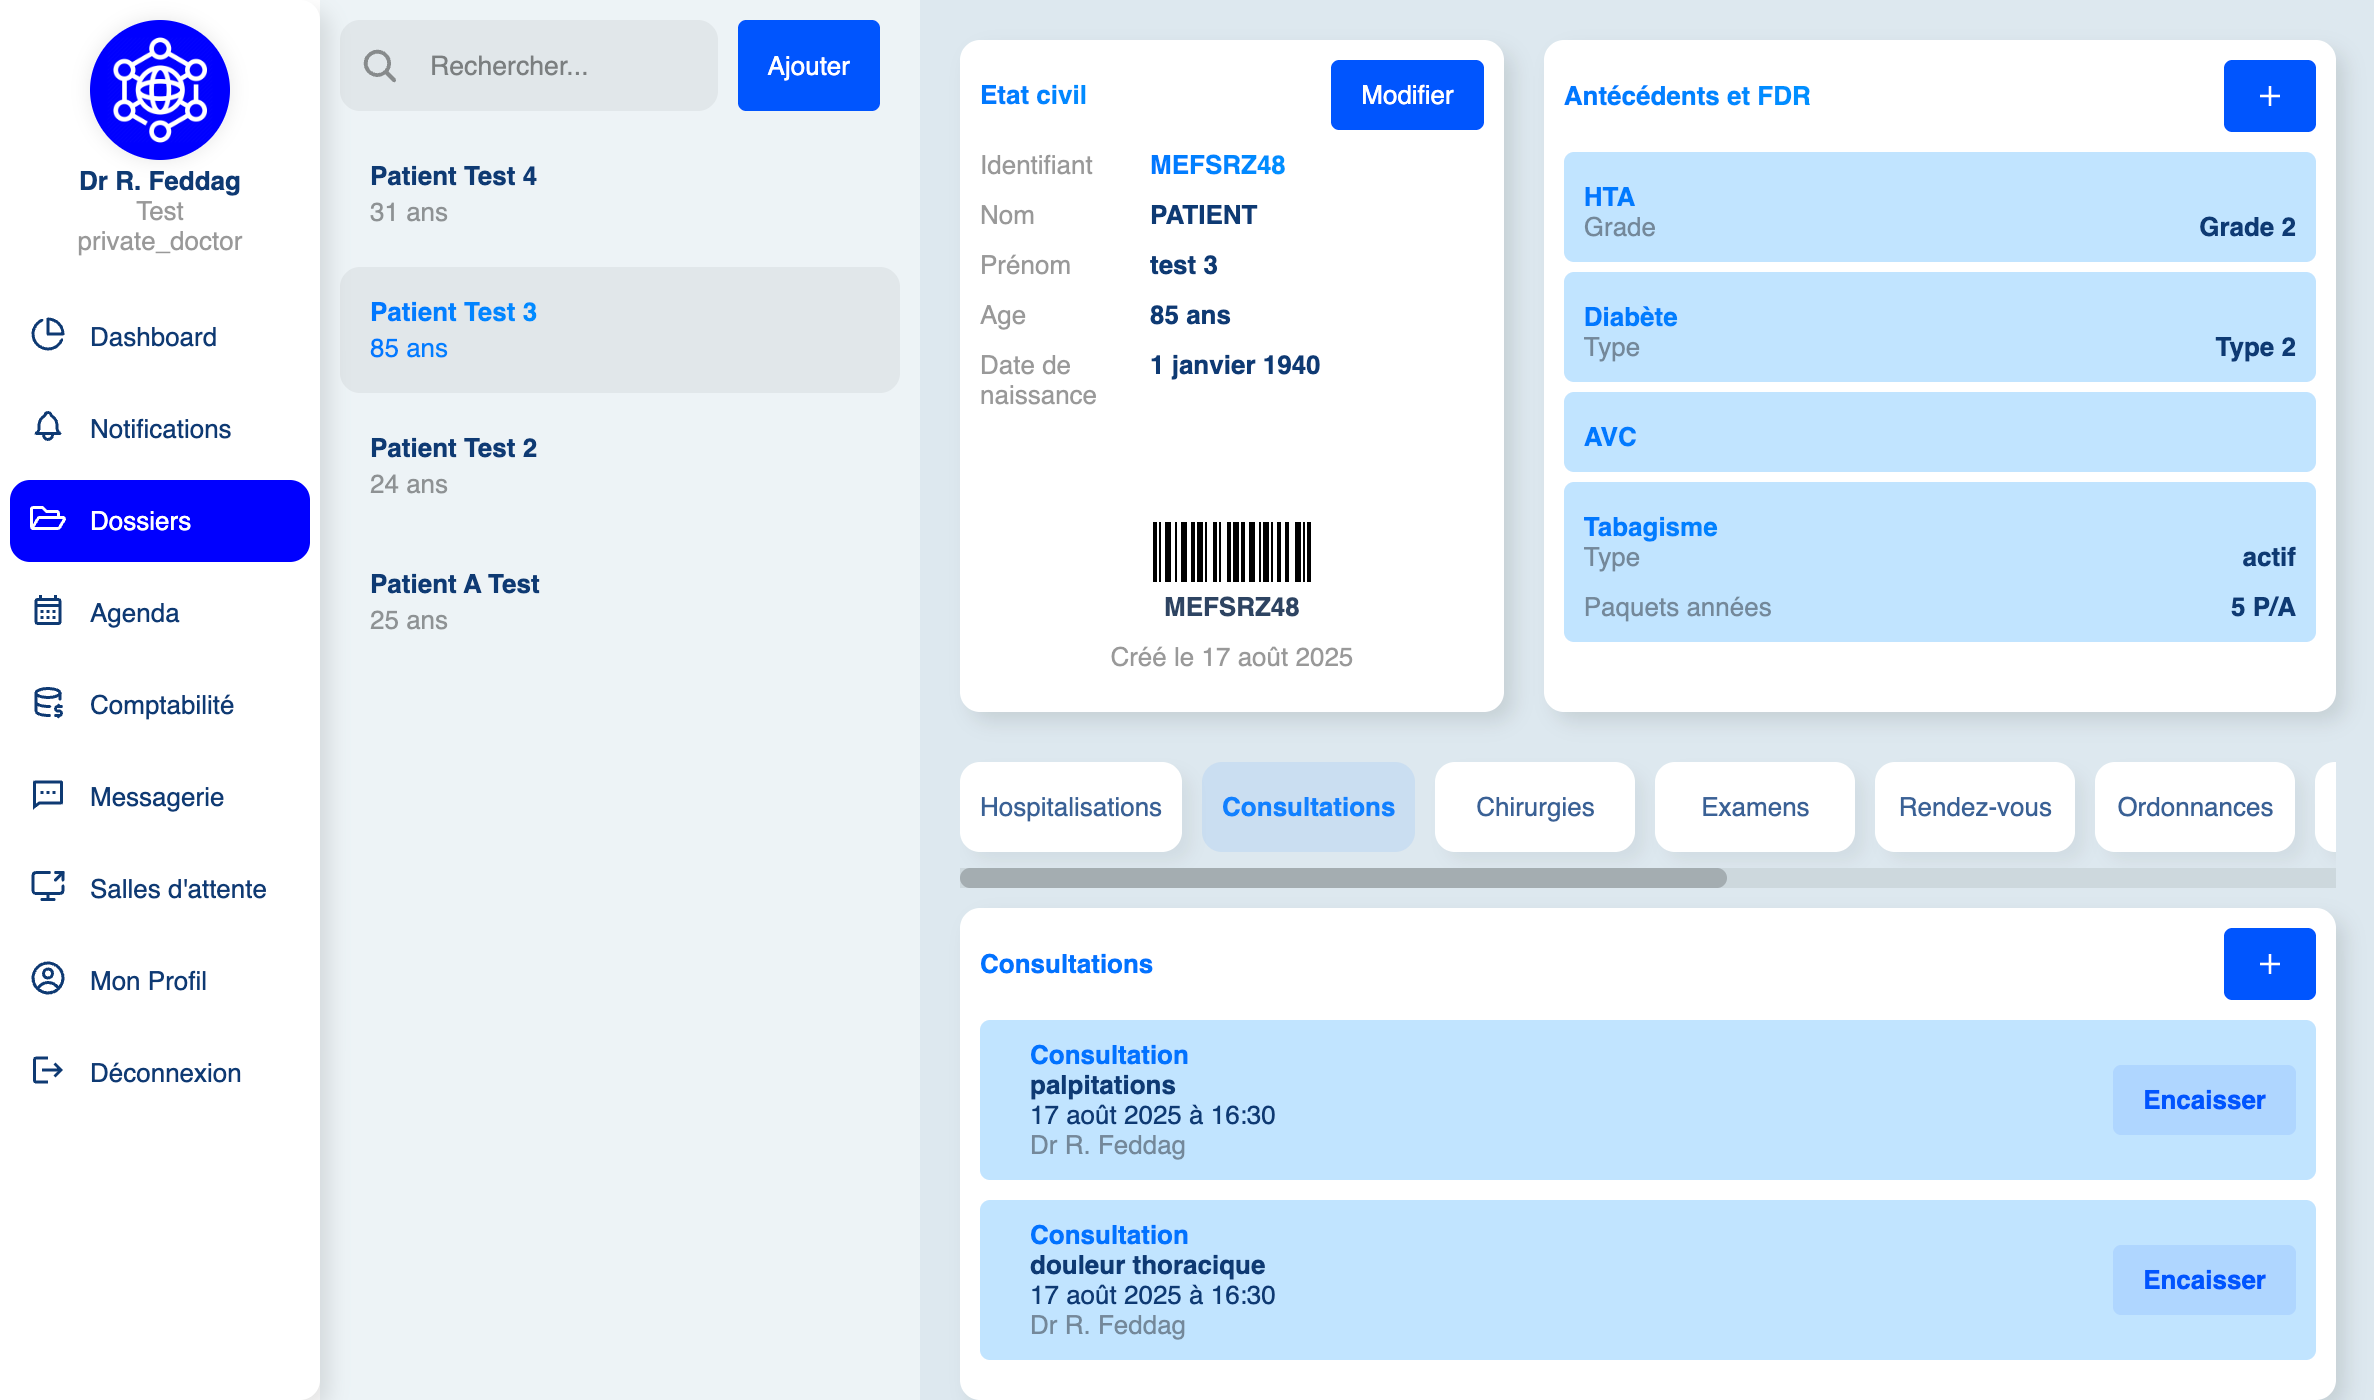 Dr R. Feddag
Test
private_doctor
Dashboard
Notifications
Dossiers
Agenda
Comptabilité
Messagerie
Salles d'attente
Mon Profil
Déconnexion
Rechercher...
Ajouter
Patient Test 4
31 ans
Patient Test 3
85 ans
Patient Test 2
24 ans
Patient A Test
25 ans
Etat civil
Modifier
Identifiant MEFSRZ48
Nom PATIENT
Prénom test 3
Age 85 ans
Date de 1 janvier 1940
naissance
MEFSRZ48
Créé le 17 août 2025
Antécédents et FDR
+
HTA
Grade Grade 2
Diabète
Type Type 2
AVC
Tabagisme
Type actif
Paquets années 5 P/A
Hospitalisations Consultations Chirurgies Examens Rendez-vous Ordonnances
Consultations
+
Consultation
palpitations
17 août 2025 à 16:30
Dr R. Feddag
Encaisser
Consultation
douleur thoracique
17 août 2025 à 16:30
Dr R. Feddag
Encaisser